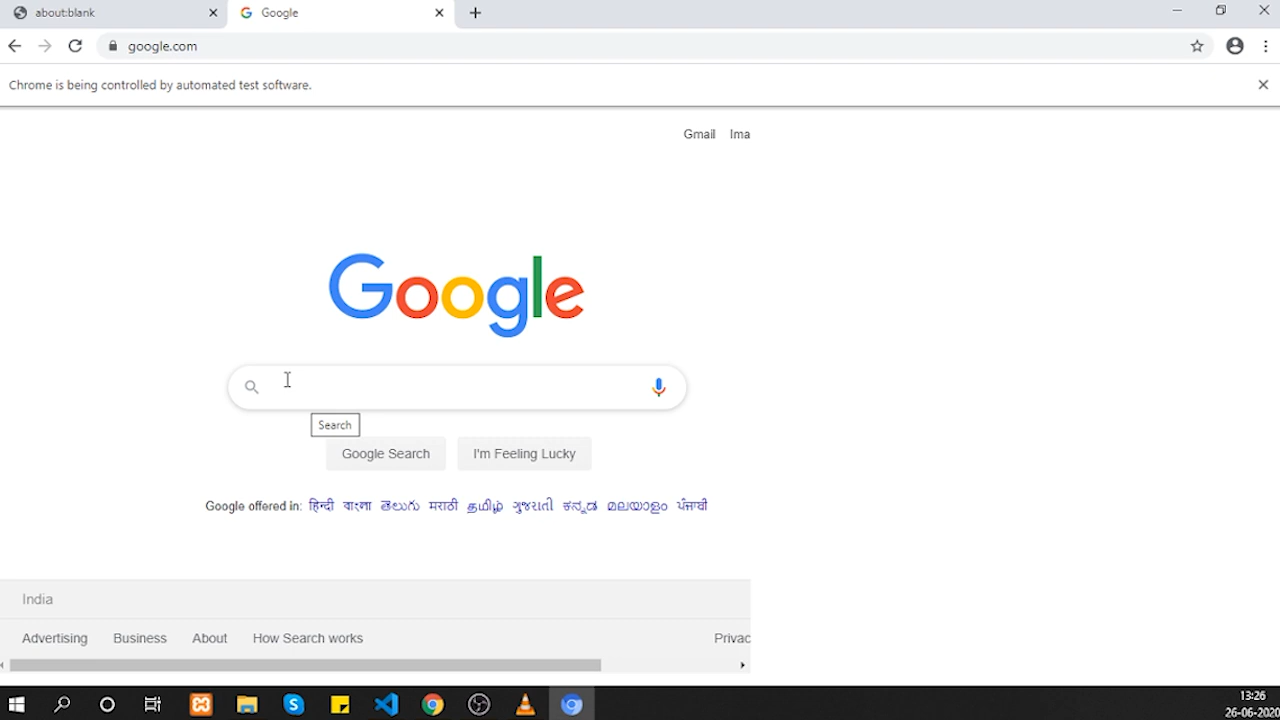 about:blank
Google
google.com
Chrome is being controlled by automated test software.
Gmail Ima
Google
Search
Google Search I'm Feeling Lucky
Google offered in: हिन्दी বাংলা తెలుగు मराठी தமிழ் ગુજરાતી ಕನ್ನಡ മലയാളം ਪੰਜਾਬੀ
India
Advertising Business About How Search works Privac
13:26
26-06-2020